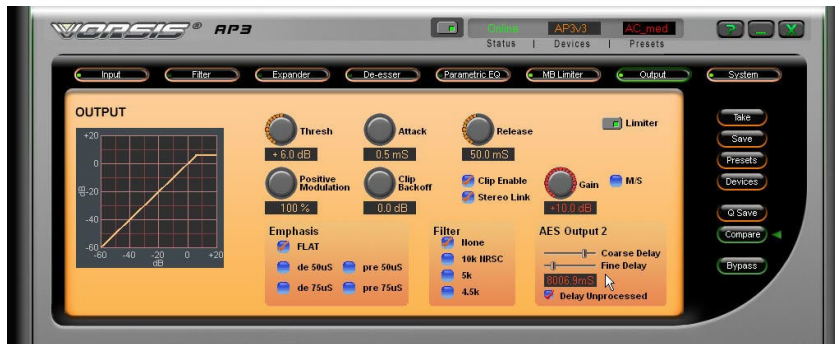 VORSIS® AP3
Online AP3v3 AC_med
Status | Devices | Presets
? _ X
Input Filter Expander De-esser Parametric EQ MB Limiter Output System
OUTPUT
+20
0
dB-20
-40
-60
-60 -40 -20 0 +20
dB
Thresh
+ 6.0 dB
Attack
0.5 mS
Release
50.0 mS
Limiter
Positive
Modulation
100 %
Clip
Backoff
0.0 dB
Clip Enable
Stereo Link
Gain
+10.0 dB
M/S
Emphasis
FLAT
de 50uS pre 50uS
de 75uS pre 75uS
Filter
None
10k NRSC
5k
4.5k
AES Output 2
Coarse Delay
Fine Delay
8006.9mS
Delay Unprocessed
Take
Save
Presets
Devices
Q Save
Compare
Bypass